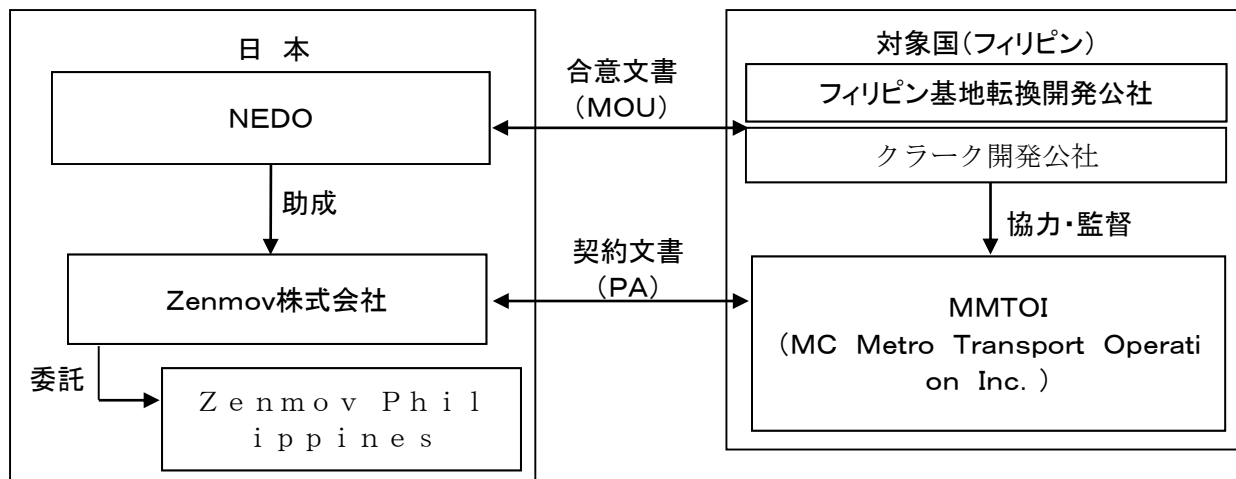 日 本
NEDO
助成
Zenmov株式会社
委託
Zenmov Phil
ippines
合意文書
(MOU)
契約文書
(PA)
対象国(フィリピン)
フィリピン基地転換開発公社
クラーク開発公社
協力・監督
MMTOI
(MC Metro Transport Operati
on Inc.)